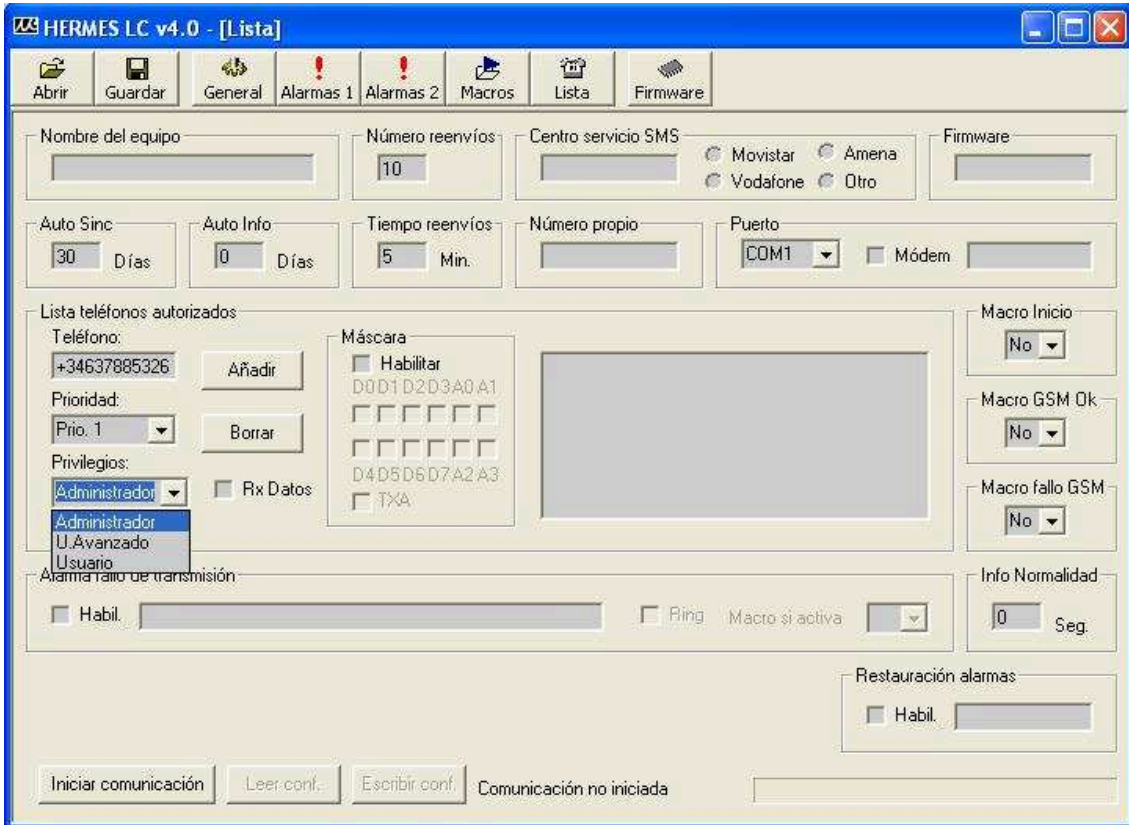 HERMES LC v4.0 - [Lista]
Abrir Guardar General Alarmas 1 Alarmas 2 Macros Lista Firmware
Nombre del equipo Número reenvíos Centro servicio SMS Firmware
10 Movistar Amena
Vodafone Otro
Auto Sinc Auto Info Tiempo reenvíos Número propio Puerto
30 Días 0 Días 5 Min. COM1 Módem
Lista teléfonos autorizados
Teléfono:
+34637885326
Añadir
Prioridad:
Prio. 1
Borrar
Privilegios:
Administrador
Rx Datos
Administrador
U.Avanzado
Usuario
Máscara
Habilitar
D0 D1 D2 D3 A0 A1
D4 D5 D6 D7 A2 A3
TXA
Macro Inicio
No
Macro GSM Ok
No
Macro fallo GSM
No
Alarma fallo de transmisión
Habil. Ring Macro si activa
Info Normalidad
0 Seg.
Restauración alarmas
Habil.
Iniciar comunicación Leer conf. Escribir conf. Comunicación no iniciada